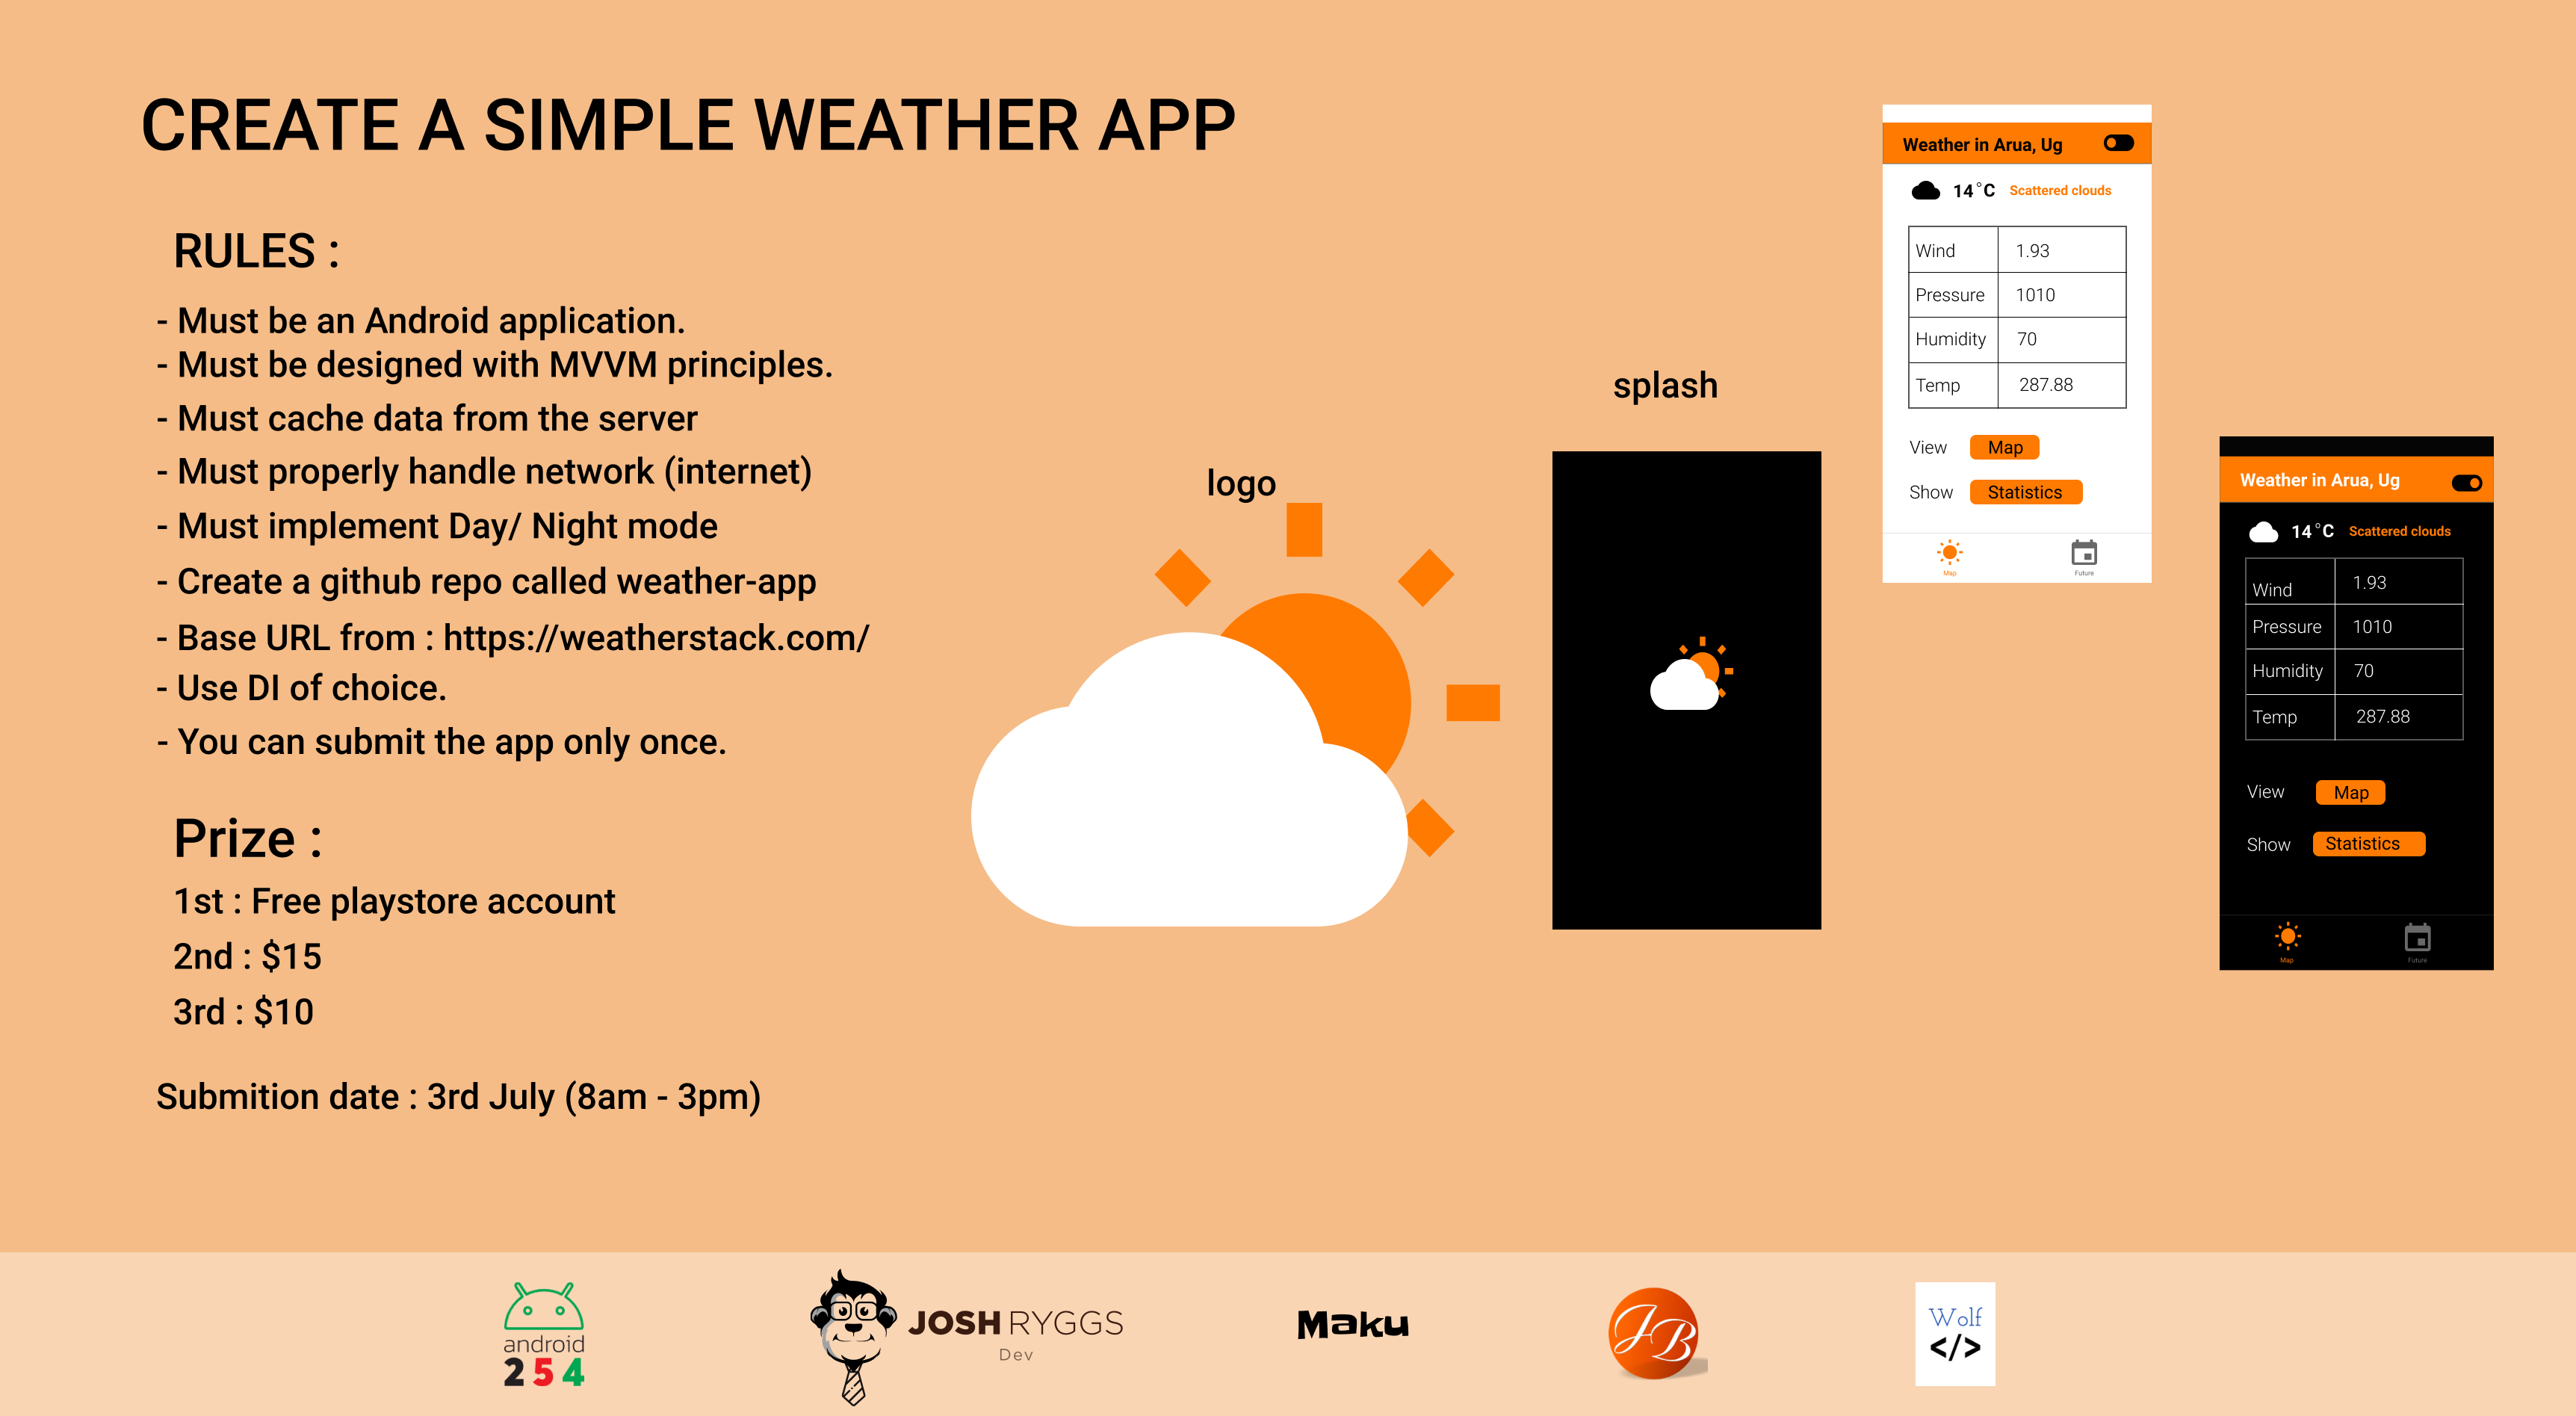 CREATE A SIMPLE WEATHER APP
RULES :
- Must be an Android application.
- Must be designed with MVVM principles.
- Must cache data from the server
- Must properly handle network (internet)
- Must implement Day/ Night mode
- Create a github repo called weather-app
- Base URL from : https://weatherstack.com/
- Use DI of choice.
- You can submit the app only once.
Prize :
1st : Free playstore account
2nd : $15
3rd : $10
Submition date : 3rd July (8am - 3pm)
logo
splash
Weather in Arua, Ug
14°C Scattered clouds
Wind 1.93
Pressure 1010
Humidity 70
Temp 287.88
View Map
Show Statistics
Map Future
Weather in Arua, Ug
14°C Scattered clouds
Wind 1.93
Pressure 1010
Humidity 70
Temp 287.88
View Map
Show Statistics
Map Future
android
254
JOSH RYGGS
Dev
Maku
JB
Wolf
</>